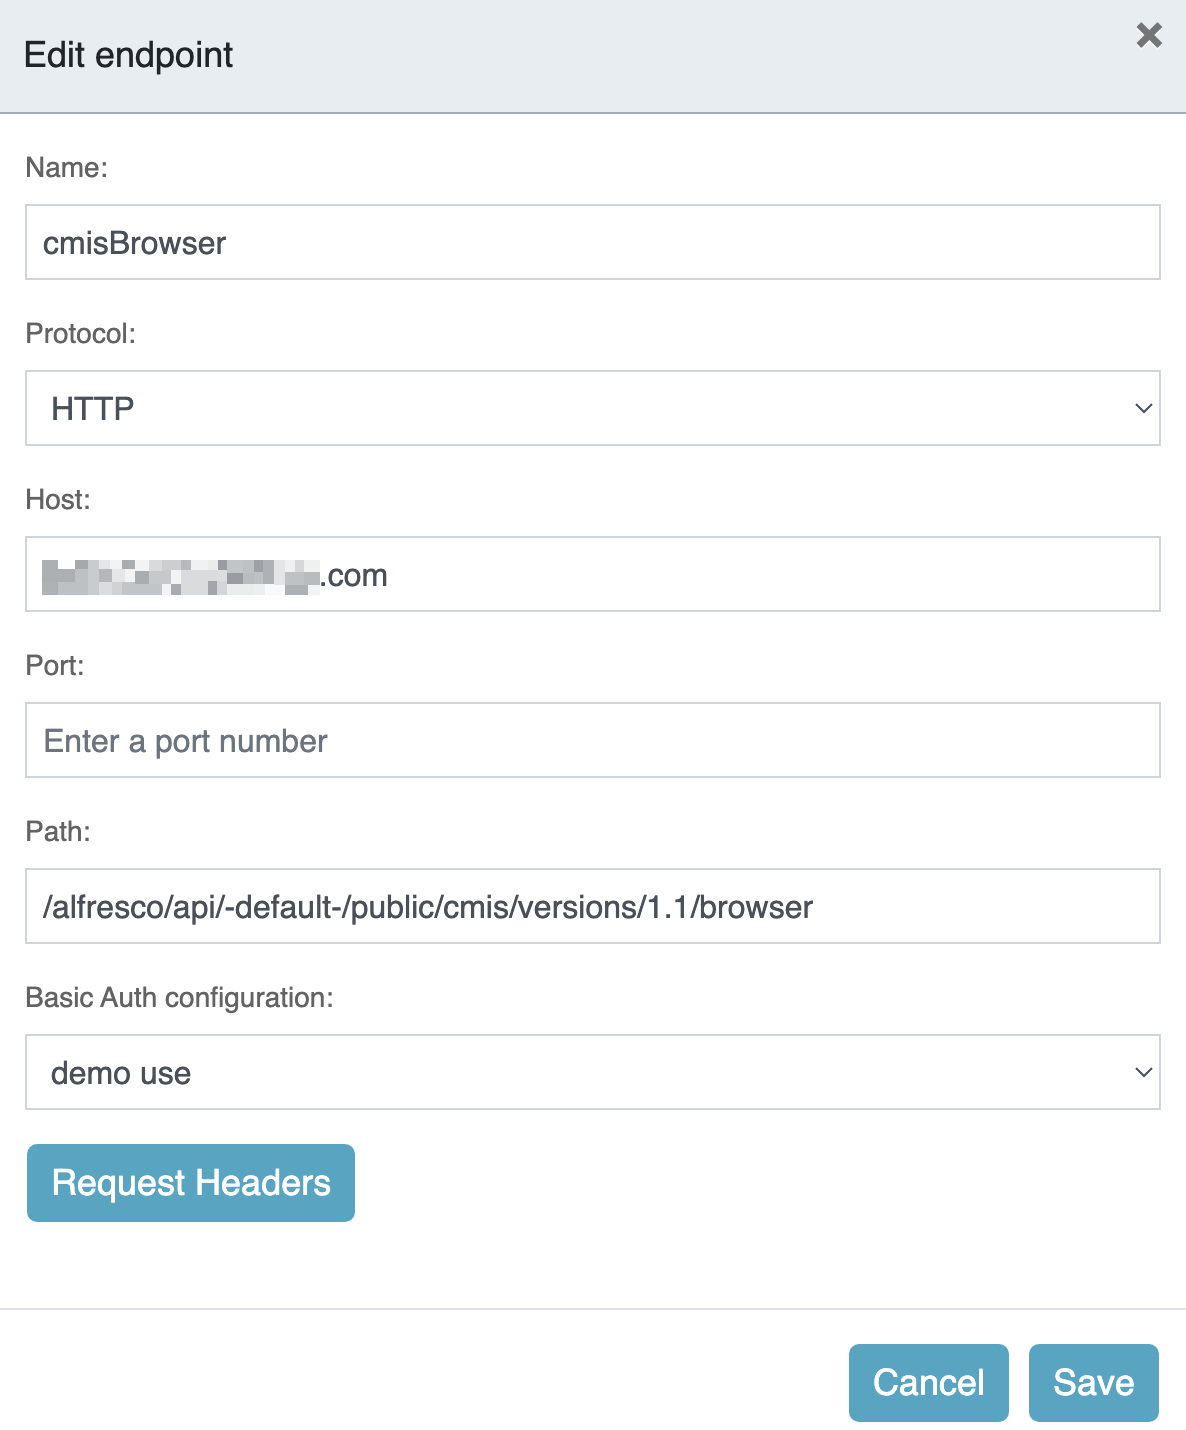 Edit endpoint
Name:
cmisBrowser
Protocol:
HTTP
Host:
.com
Port:
Enter a port number
Path:
/alfresco/api/-default-/public/cmis/versions/1.1/browser
Basic Auth configuration:
demo use
Request Headers
Cancel Save